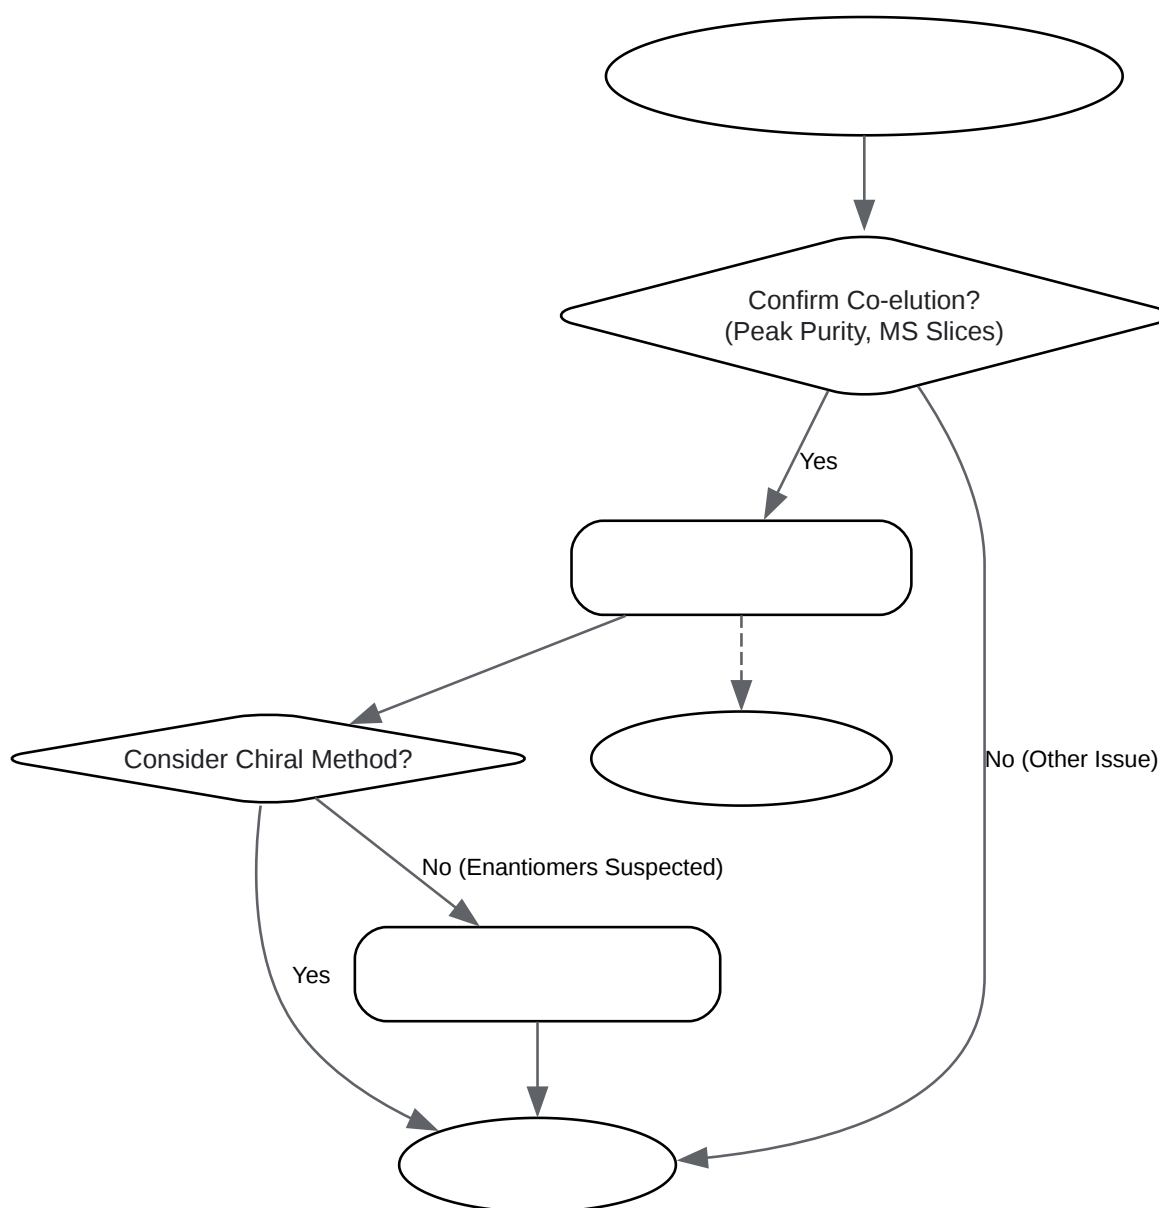 Confirm Co-elution?
(Peak Purity, MS Slices)
Yes
Consider Chiral Method?
No (Other Issue)
No (Enantiomers Suspected)
Yes